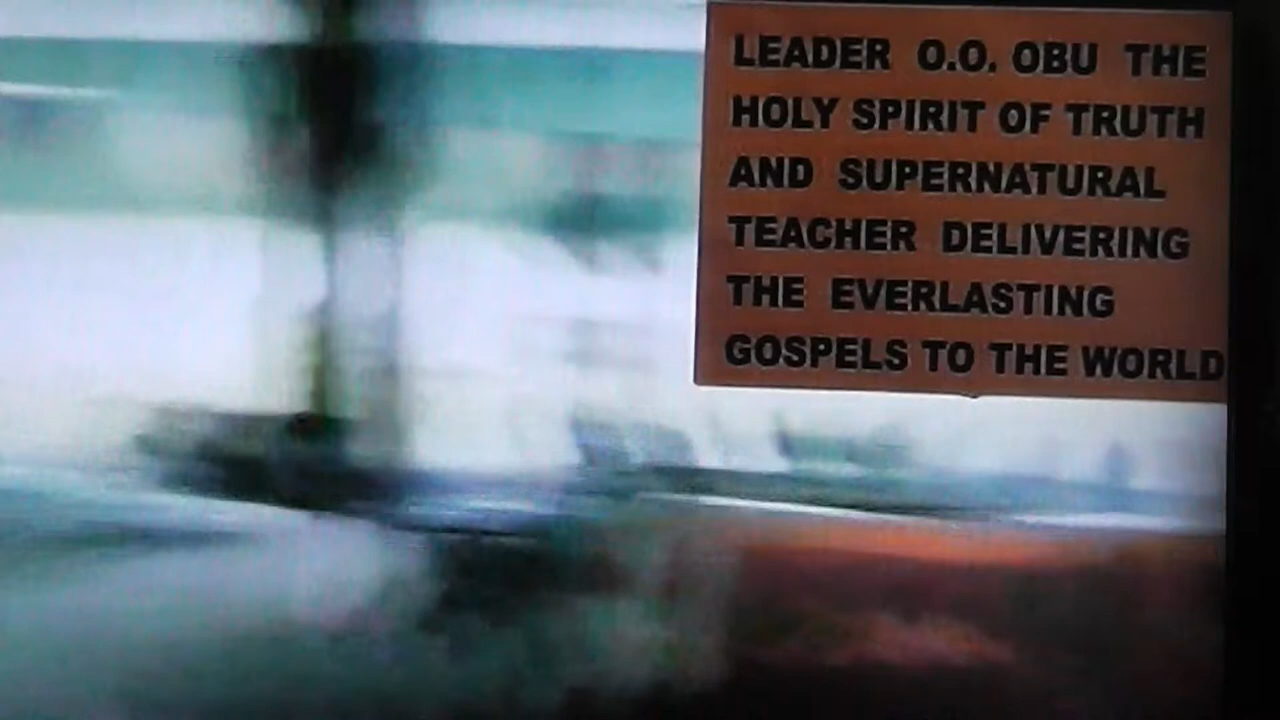 LEADER O.O. OBU THE
HOLY SPIRIT OF TRUTH
AND SUPERNATURAL
TEACHER DELIVERING
THE EVERLASTING
GOSPELS TO THE WORLD